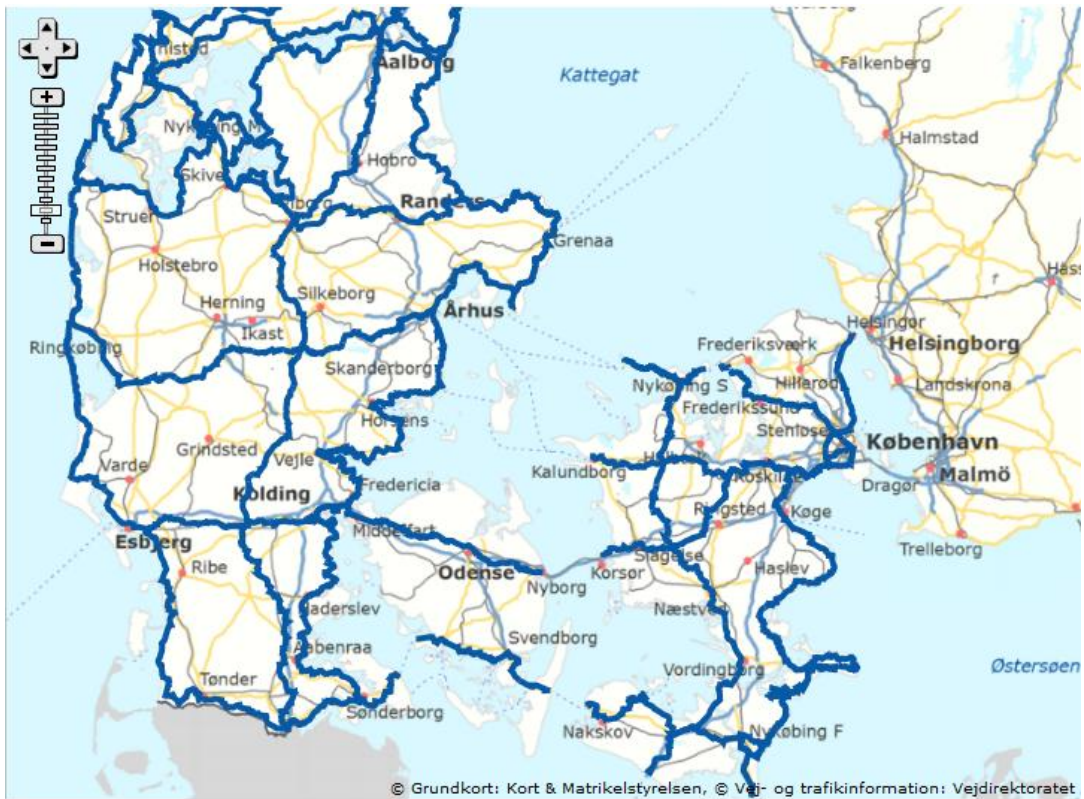 Aalborg
Kattegat
Falkenberg
Halmstad
Hobro
Skive
Randers
Struer
Grenaa
Holstebro
Silkeborg
Herning
Århus
Ikast
Ringkøbing
Skanderborg
Helsingør
Frederiksværk
Helsingborg
Hillerød
Nykøbing S
Landskrona
Frederikssund
Horsens
Stenløse
Grindsted
København
Vejle
Kalundborg
Varde
Malmö
Fredericia
Roskilde
Dragør
Kolding
Middelfart
Ringsted
Køge
Esbjerg
Trelleborg
Slagelse
Odense
Ribe
Nyborg
Korsør
Haslev
Næstved
Svendborg
Aabenraa
Vordingborg
Østersøen
Tønder
Sønderborg
Nakskov
Nykøbing F
© Grundkort: Kort & Matrikelstyrelsen, © Vej- og trafikinformation: Vejdirektoratet